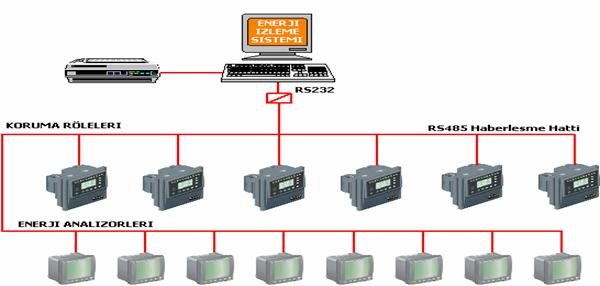 ENERJI
IZLEME
SISTEMI
RS232
KORUMA RÖLELERI
RS485 Haberlesme Hatti
ENERJI ANALIZORLERI